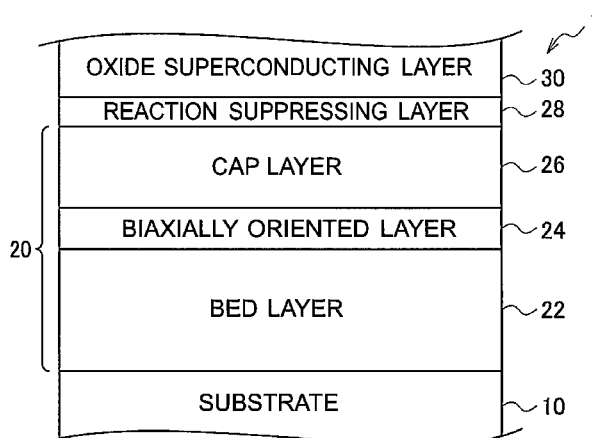 OXIDE SUPERCONDUCTING LAYER
30
REACTION SUPPRESSING LAYER
28
CAP LAYER
26
20
BIAXIALLY ORIENTED LAYER
24
BED LAYER
22
SUBSTRATE
10